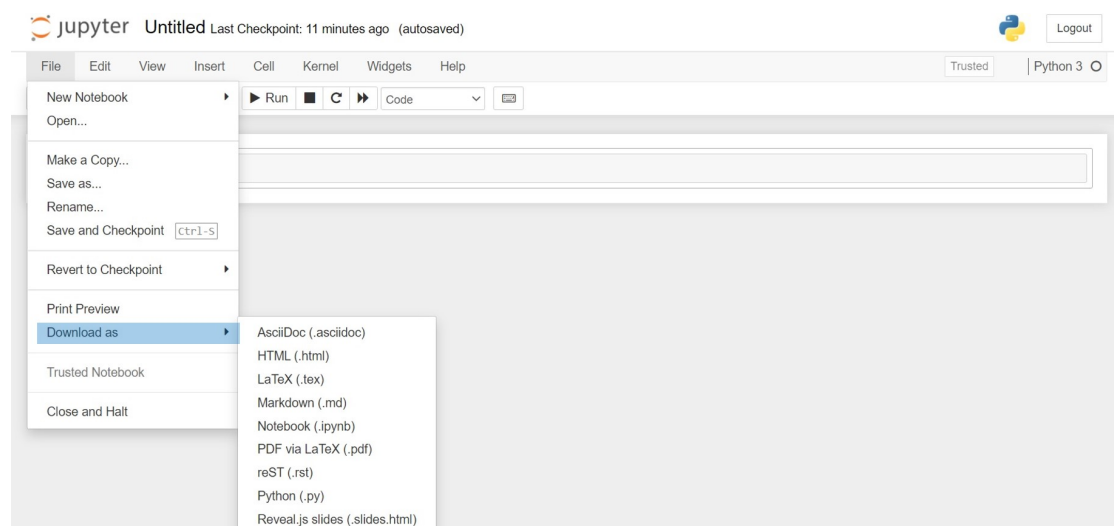 jupyter Untitled Last Checkpoint: 11 minutes ago (autosaved)
Logout
File Edit View Insert Cell Kernel Widgets Help
Trusted Python 3
New Notebook
Run Code
Open...
Make a Copy...
Save as...
Rename...
Save and Checkpoint Ctrl-S
Revert to Checkpoint
Print Preview
Download as
AsciiDoc (.asciidoc)
HTML (.html)
Trusted Notebook
LaTeX (.tex)
Markdown (.md)
Close and Halt
Notebook (.ipynb)
PDF via LaTeX (.pdf)
reST (.rst)
Python (.py)
Reveal.js slides (.slides.html)